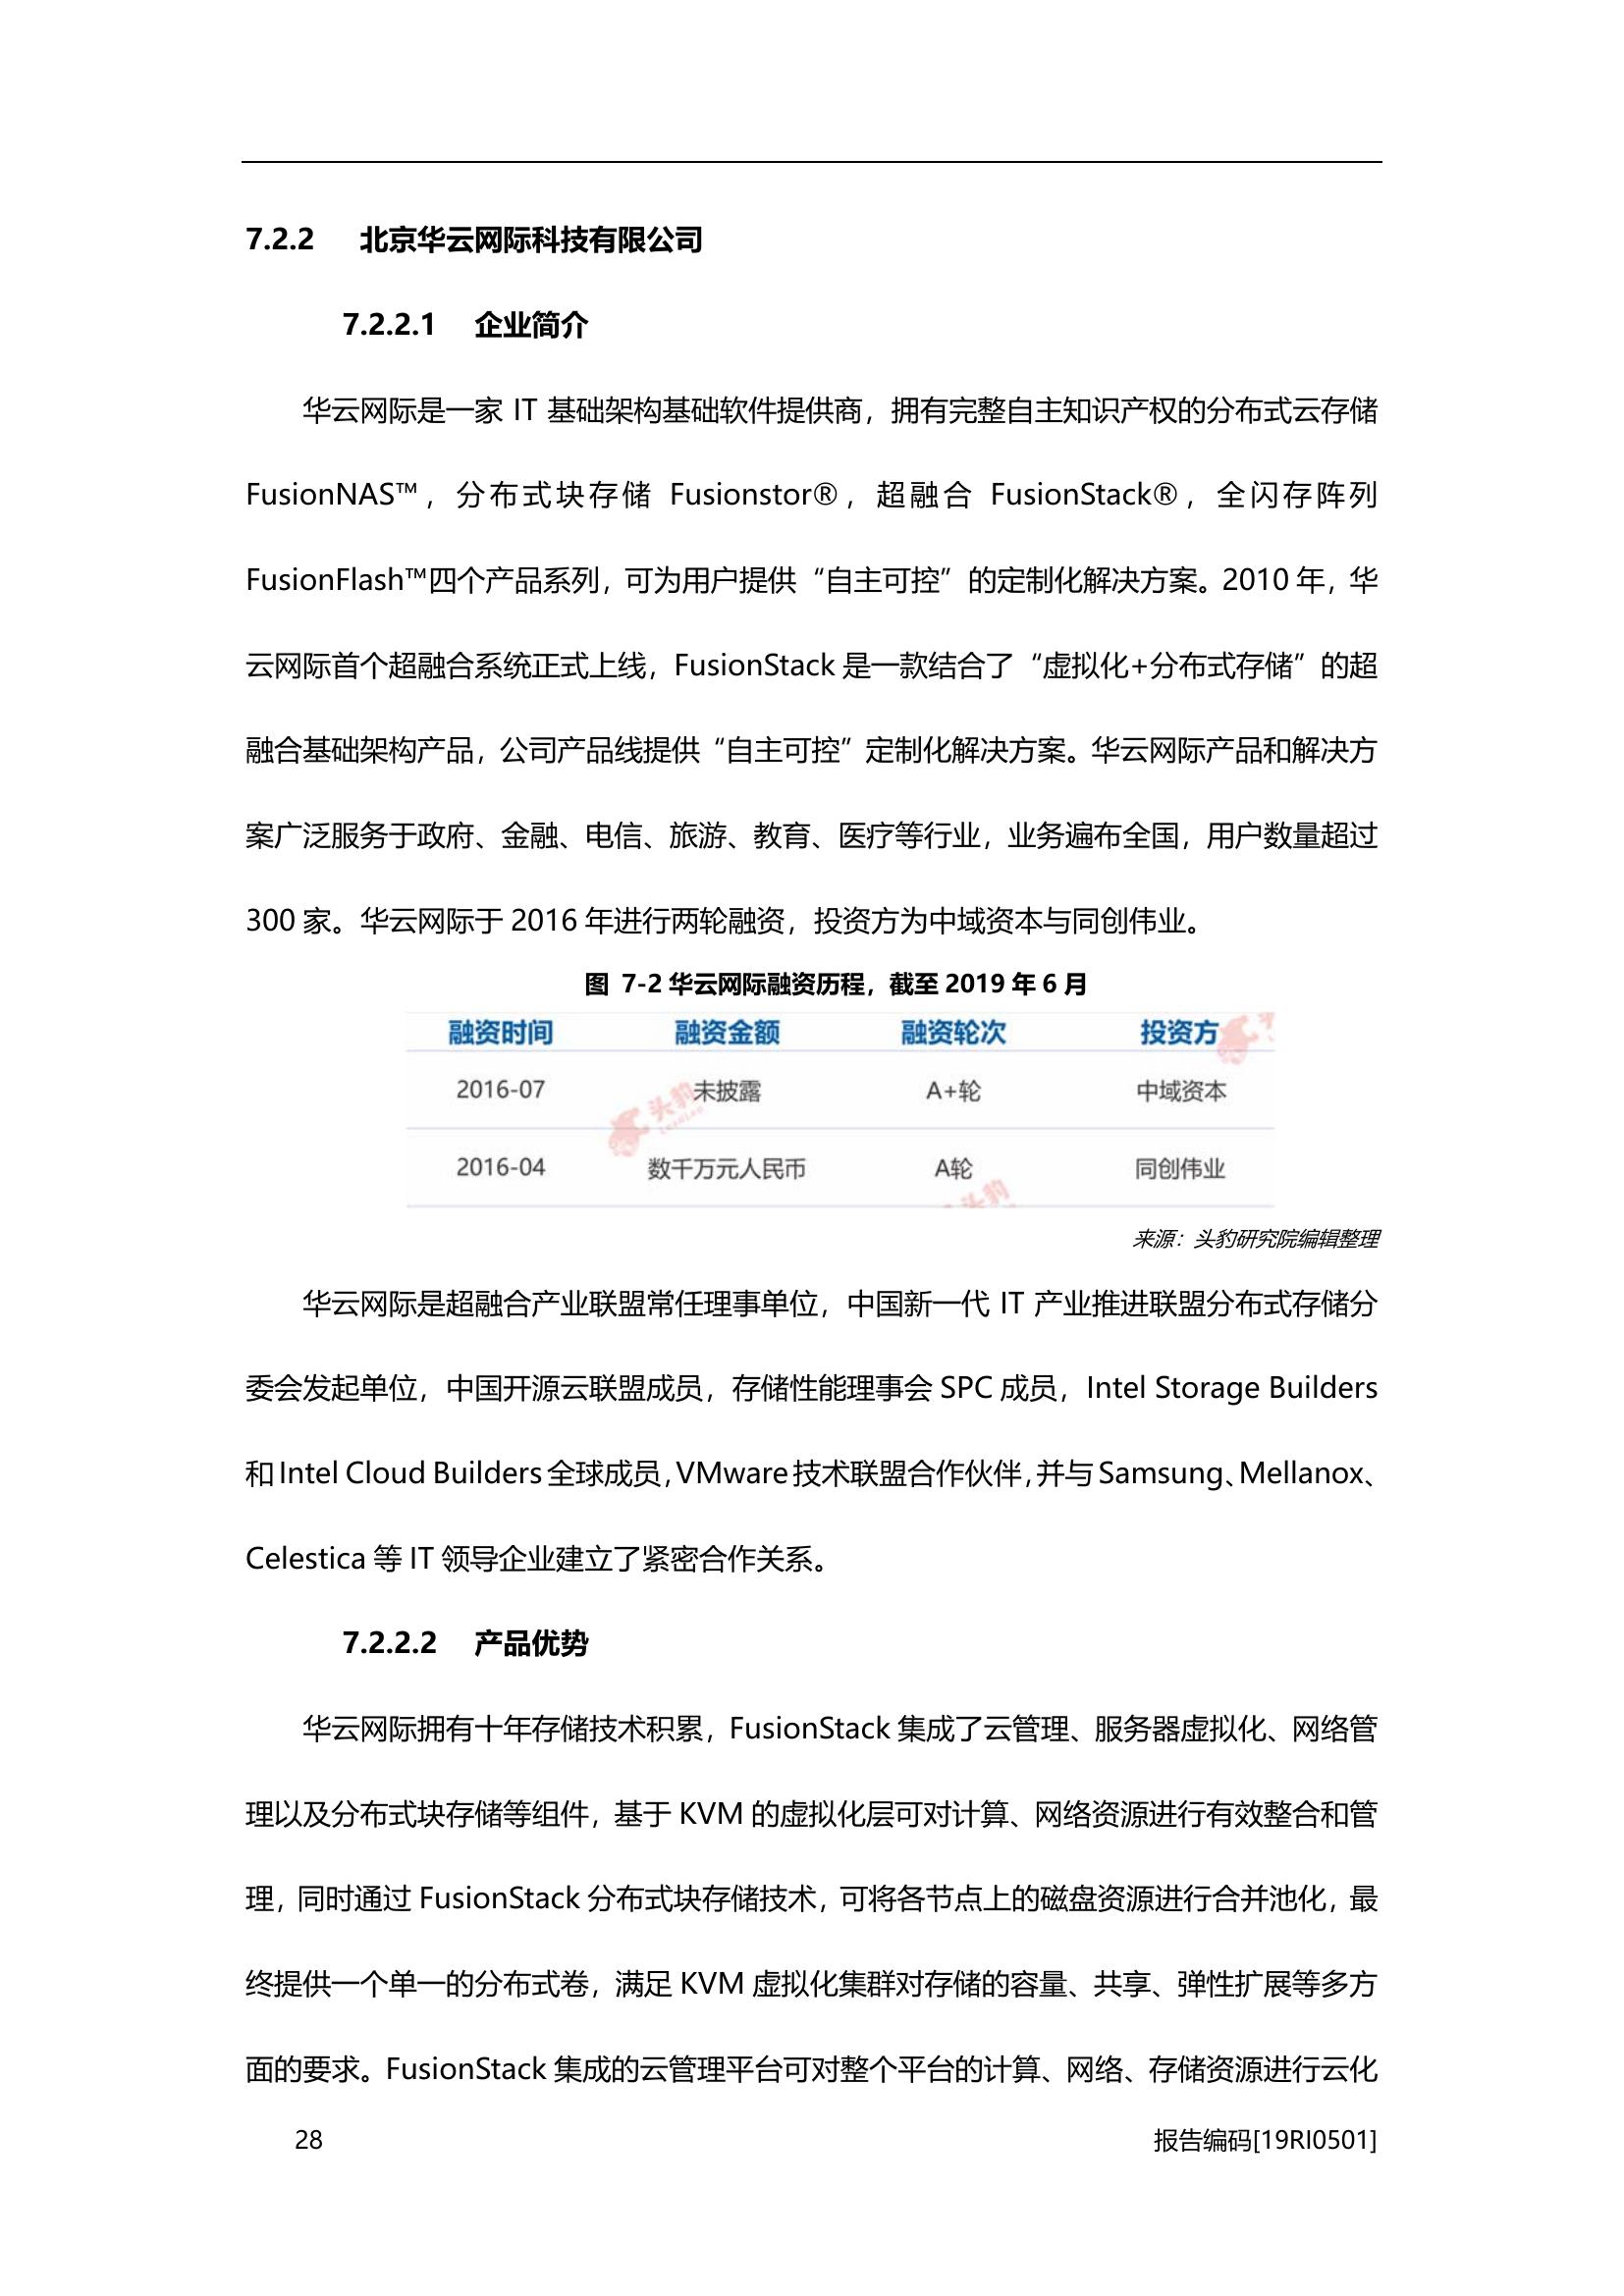 7.2.2 北京华云网际科技有限公司
7.2.2.1 企业简介
华云网际是一家 IT 基础架构基础软件提供商，拥有完整自主知识产权的分布式云存储
FusionNAS™，分布式块存储 Fusionstor®，超融合 FusionStack®，全闪存阵列
FusionFlash™四个产品系列，可为用户提供“自主可控”的定制化解决方案。2010 年，华
云网际首个超融合系统正式上线，FusionStack 是一款结合了“虚拟化+分布式存储”的超
融合基础架构产品，公司产品线提供“自主可控”定制化解决方案。华云网际产品和解决方
案广泛服务于政府、金融、电信、旅游、教育、医疗等行业，业务遍布全国，用户数量超过
300 家。华云网际于 2016 年进行两轮融资，投资方为中域资本与同创伟业。
图 7-2 华云网际融资历程，截至 2019 年 6 月
融资时间 融资金额 融资轮次 投资方
2016-07 未披露 A+轮 中域资本
头豹
2016-04 数千万元人民币 A轮 同创伟业
头豹
来源：头豹研究院编辑整理
华云网际是超融合产业联盟常任理事单位，中国新一代 IT 产业推进联盟分布式存储分
委会发起单位，中国开源云联盟成员，存储性能理事会 SPC 成员，Intel Storage Builders
和 Intel Cloud Builders 全球成员，VMware 技术联盟合作伙伴，并与 Samsung、Mellanox、
Celestica 等 IT 领导企业建立了紧密合作关系。
7.2.2.2 产品优势
华云网际拥有十年存储技术积累，FusionStack 集成了云管理、服务器虚拟化、网络管
理以及分布式块存储等组件，基于 KVM 的虚拟化层可对计算、网络资源进行有效整合和管
理，同时通过 FusionStack 分布式块存储技术，可将各节点上的磁盘资源进行合并池化，最
终提供一个单一的分布式卷，满足 KVM 虚拟化集群对存储的容量、共享、弹性扩展等多方
面的要求。FusionStack 集成的云管理平台可对整个平台的计算、网络、存储资源进行云化
28 报告编码[19RI0501]